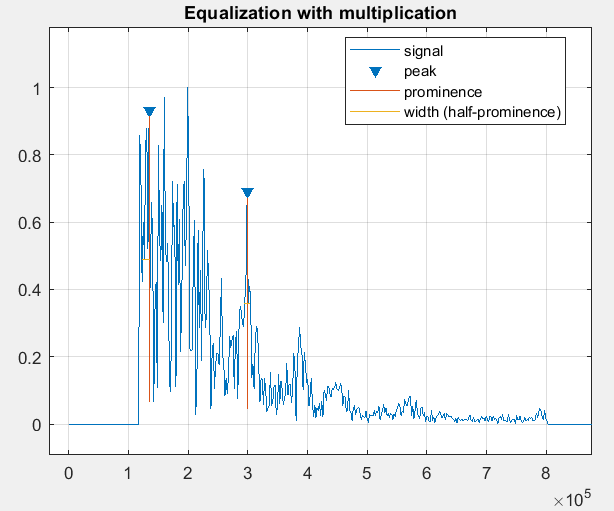 Equalization with multiplication
signal
peak
prominence
width (half-prominence)
1
0.8
0.6
0.4
0.2
0
0 1 2 3 4 5 6 7 8
×10^5